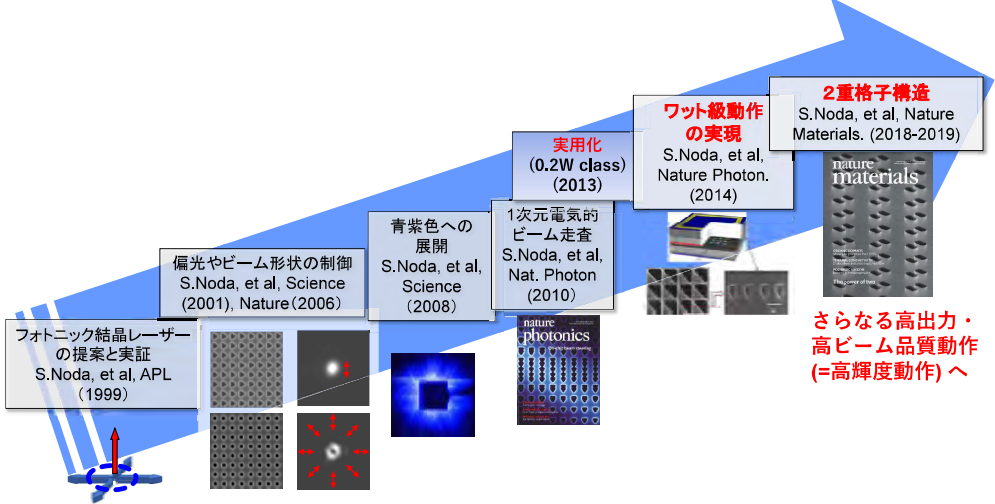 フォトニック結晶レーザー
の提案と実証
S.Noda, et al, APL
（1999）
偏光やビーム形状の制御
S.Noda, et al, Science
(2001), Nature（2006）
青紫色への
展開
S.Noda, et al,
Science
（2008）
1次元電気的
ビーム走査
S.Noda, et al,
Nat. Photon
（2010）
実用化
(0.2W class)
(2013)
ワット級動作
の実現
S.Noda, et al,
Nature Photon.
（2014）
２重格子構造
S.Noda, et al, Nature
Materials. (2018-2019)
nature
photonics
nature
materials
The power of two
さらなる高出力・
高ビーム品質動作
(=高輝度動作) へ